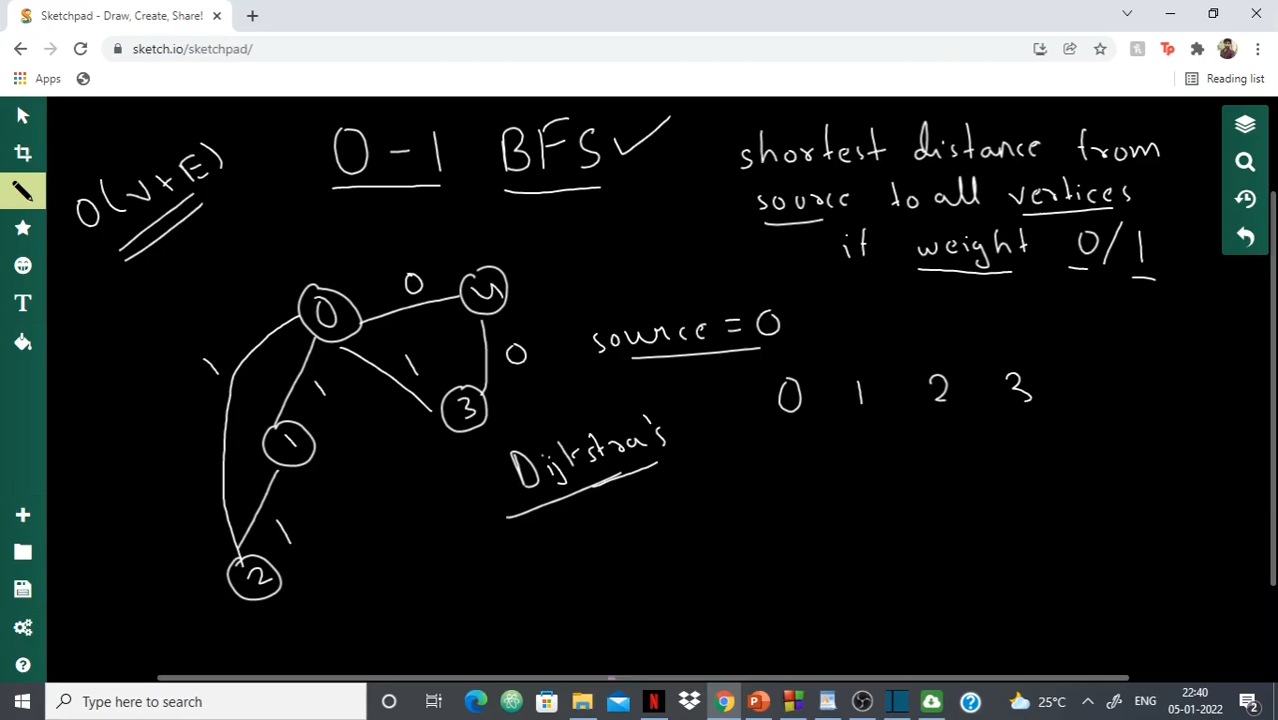 Sketchpad - Draw, Create, Share!
sketch.io/sketchpad/
Apps
Reading list
0 - 1 BFS
O(V+E)
shortest distance from
source to all vertices
if weight 0/1
0
0
4
source = 0
1
1
1
0
0 1 2 3
3
1
Dijkstra's
1
2
Type here to search
25°C
ENG
22:40
05-01-2022
2